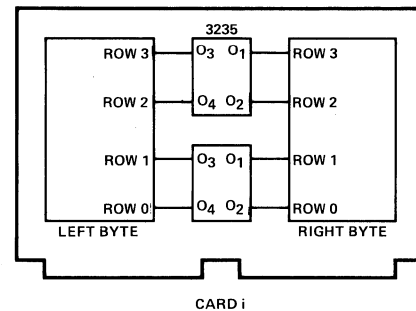 3235
ROW 3 O3 O1 ROW 3
ROW 2 O4 O2 ROW 2
ROW 1 O3 O1 ROW 1
ROW 0 O4 O2 ROW 0
LEFT BYTE RIGHT BYTE
CARD i